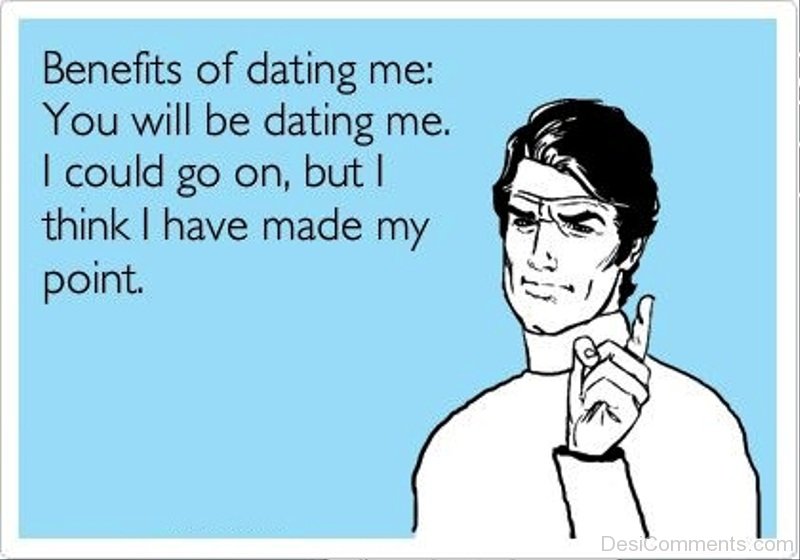 Benefits of dating me:
You will be dating me.
I could go on, but I
think I have made my
point.
DesiComments.com